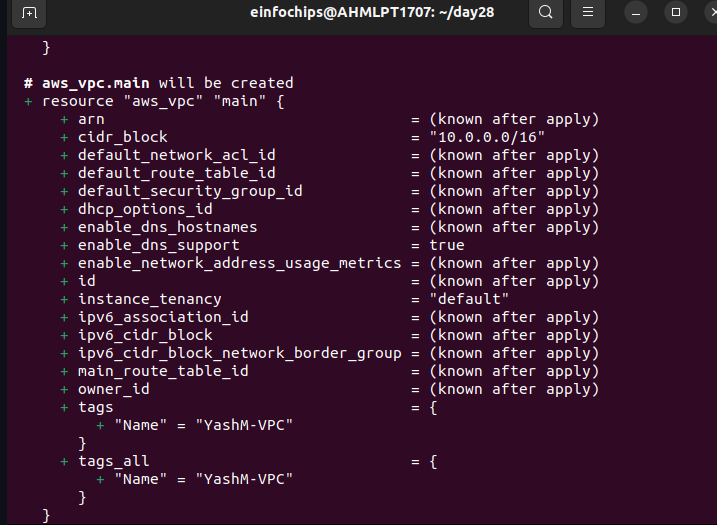 einfochips@AHMLPT1707: ~/day28
    }

  # aws_vpc.main will be created
  + resource "aws_vpc" "main" {
      + arn                                  = (known after apply)
      + cidr_block                           = "10.0.0.0/16"
      + default_network_acl_id               = (known after apply)
      + default_route_table_id               = (known after apply)
      + default_security_group_id            = (known after apply)
      + dhcp_options_id                      = (known after apply)
      + enable_dns_hostnames                 = (known after apply)
      + enable_dns_support                   = true
      + enable_network_address_usage_metrics = (known after apply)
      + id                                   = (known after apply)
      + instance_tenancy                     = "default"
      + ipv6_association_id                  = (known after apply)
      + ipv6_cidr_block                      = (known after apply)
      + ipv6_cidr_block_network_border_group = (known after apply)
      + main_route_table_id                  = (known after apply)
      + owner_id                             = (known after apply)
      + tags                                 = {
          + "Name" = "YashM-VPC"
        }
      + tags_all                             = {
          + "Name" = "YashM-VPC"
        }
    }